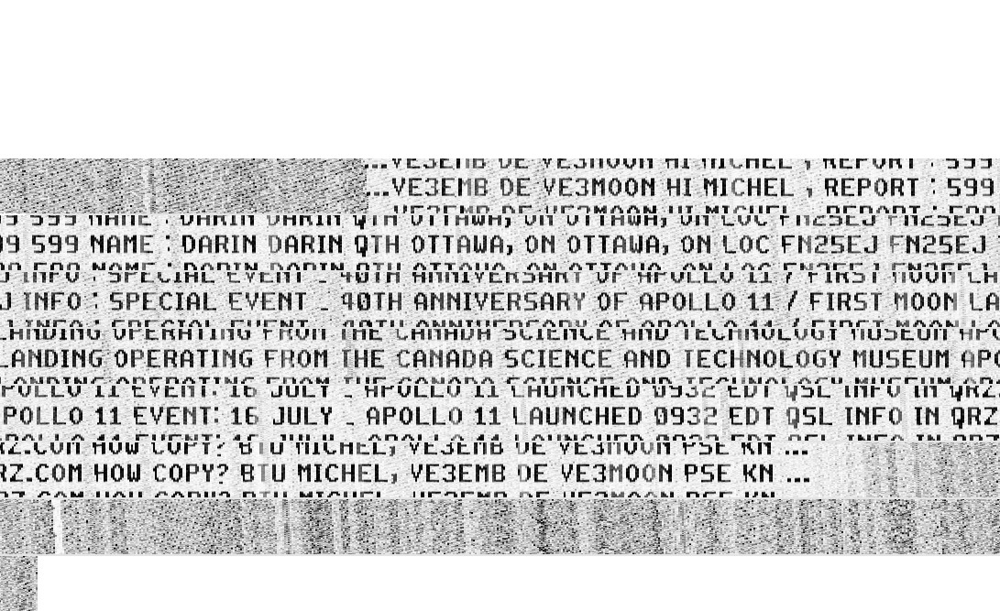 ...VE3EMB DE VE3MOON HI MICHEL , REPORT : 599
99 599 NAME : DARIN DARIN QTH OTTAWA, ON OTTAWA, ON LOC FN25EJ FN25EJ
J INFO : SPECIAL EVENT - 40TH ANNIVERSARY OF APOLLO 11 / FIRST MOON LA
LANDING OPERATING FROM THE CANADA SCIENCE AND TECHNOLOGY MUSEUM APO
POLLO 11 EVENT: 16 JULY - APOLLO 11 LAUNCHED 0932 EDT QSL INFO IN QRZ
RZ.COM HOW COPY? BTU MICHEL, VE3EMB DE VE3MOON PSE KN ...